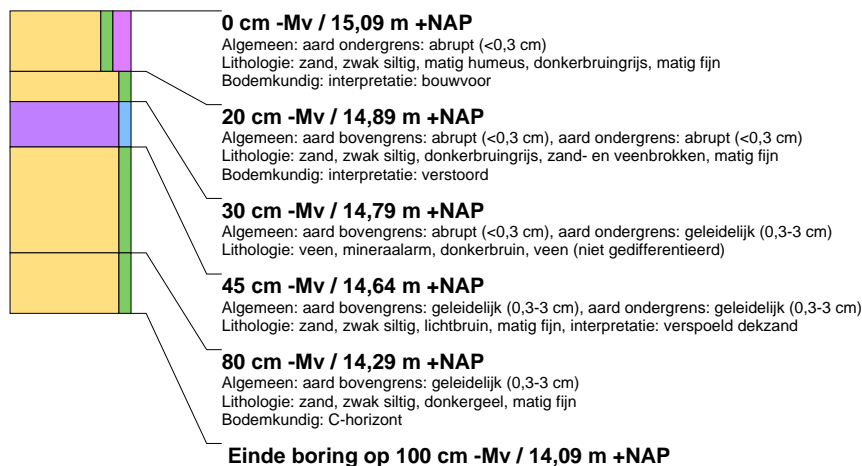 0 cm -Mv / 15,09 m +NAP
Algemeen: aard ondergrens: abrupt (<0,3 cm)
Lithologie: zand, zwak siltig, matig humeus, donkerbruingrijs, matig fijn
Bodemkundig: interpretatie: bouwvoor
20 cm -Mv / 14,89 m +NAP
Algemeen: aard bovengrens: abrupt (<0,3 cm), aard ondergrens: abrupt (<0,3 cm)
Lithologie: zand, zwak siltig, donkerbruingrijs, zand- en veenbrokken, matig fijn
Bodemkundig: interpretatie: verstoord
30 cm -Mv / 14,79 m +NAP
Algemeen: aard bovengrens: abrupt (<0,3 cm), aard ondergrens: geleidelijk (0,3-3 cm)
Lithologie: veen, mineraalarm, donkerbruin, veen (niet gedifferentieerd)
45 cm -Mv / 14,64 m +NAP
Algemeen: aard bovengrens: geleidelijk (0,3-3 cm), aard ondergrens: geleidelijk (0,3-3 cm)
Lithologie: zand, zwak siltig, lichtbruin, matig fijn, interpretatie: verspoeld dekzand
80 cm -Mv / 14,29 m +NAP
Algemeen: aard bovengrens: geleidelijk (0,3-3 cm)
Lithologie: zand, zwak siltig, donkergeel, matig fijn
Bodemkundig: C-horizont
Einde boring op 100 cm -Mv / 14,09 m +NAP